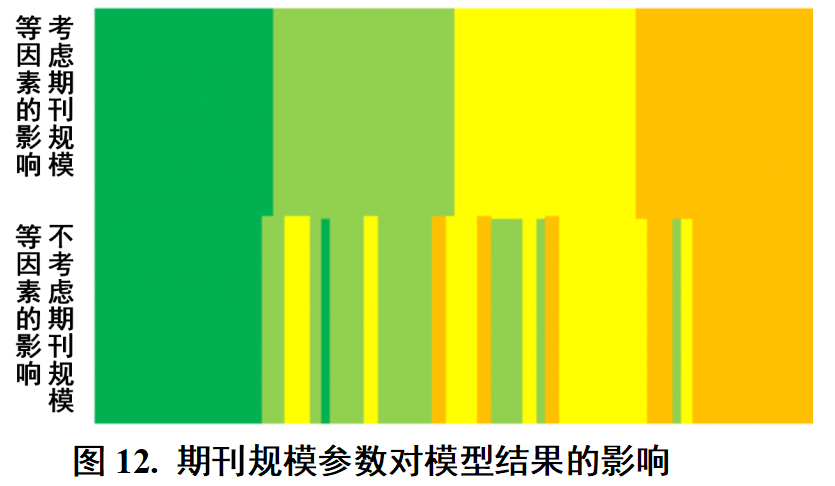 考虑期刊规模
等因素的影响
不考虑期刊规模
等因素的影响
图 12. 期刊规模参数对模型结果的影响